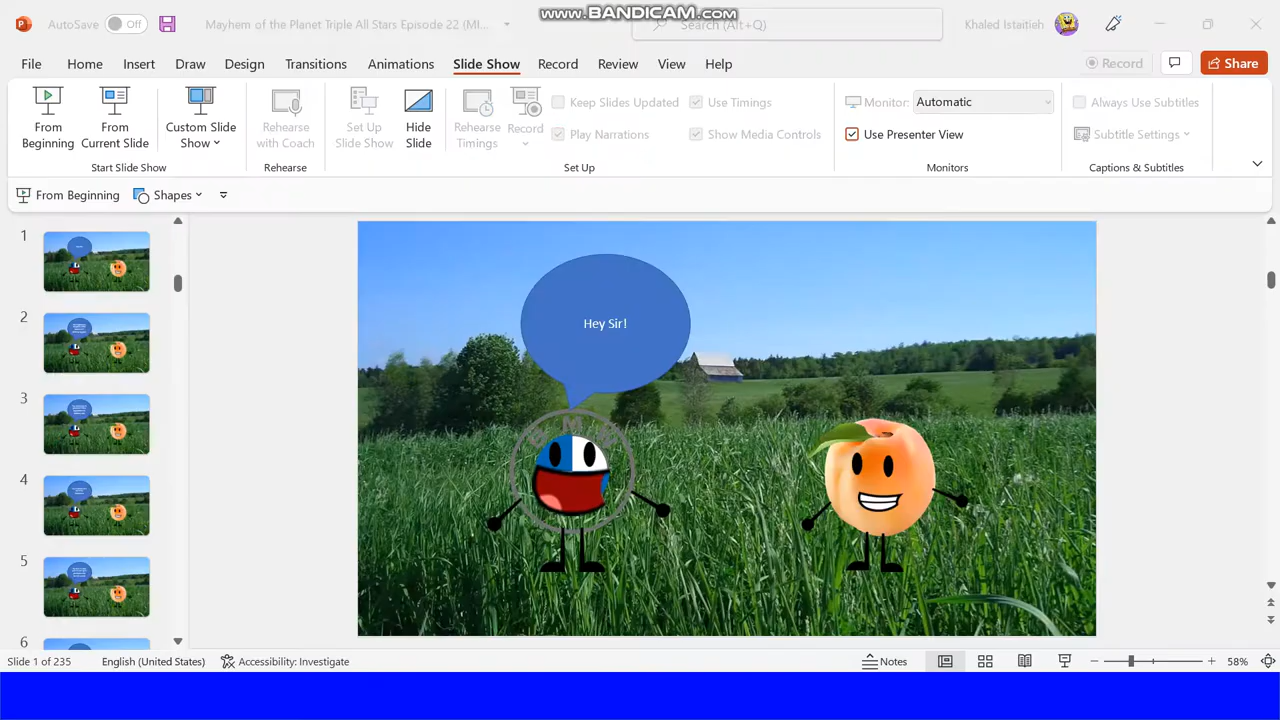 www.BANDICAM.com
AutoSave Off Mayhem of the Planet Triple All Stars Episode 22 (MI... Search (Alt+Q) Khaled Istaitieh
File Home Insert Draw Design Transitions Animations Slide Show Record Review View Help Record Share
From Beginning
From Current Slide
Custom Slide Show
Rehearse with Coach
Set Up Slide Show
Hide Slide
Rehearse Timings
Record
Keep Slides Updated
Play Narrations
Use Timings
Show Media Controls
Monitor: Automatic
Use Presenter View
Always Use Subtitles
Subtitle Settings
Start Slide Show Rehearse Set Up Monitors Captions & Subtitles
From Beginning Shapes
1
2
3
4
5
6
Hey Sir!
Slide 1 of 235 English (United States) Accessibility: Investigate Notes 58%